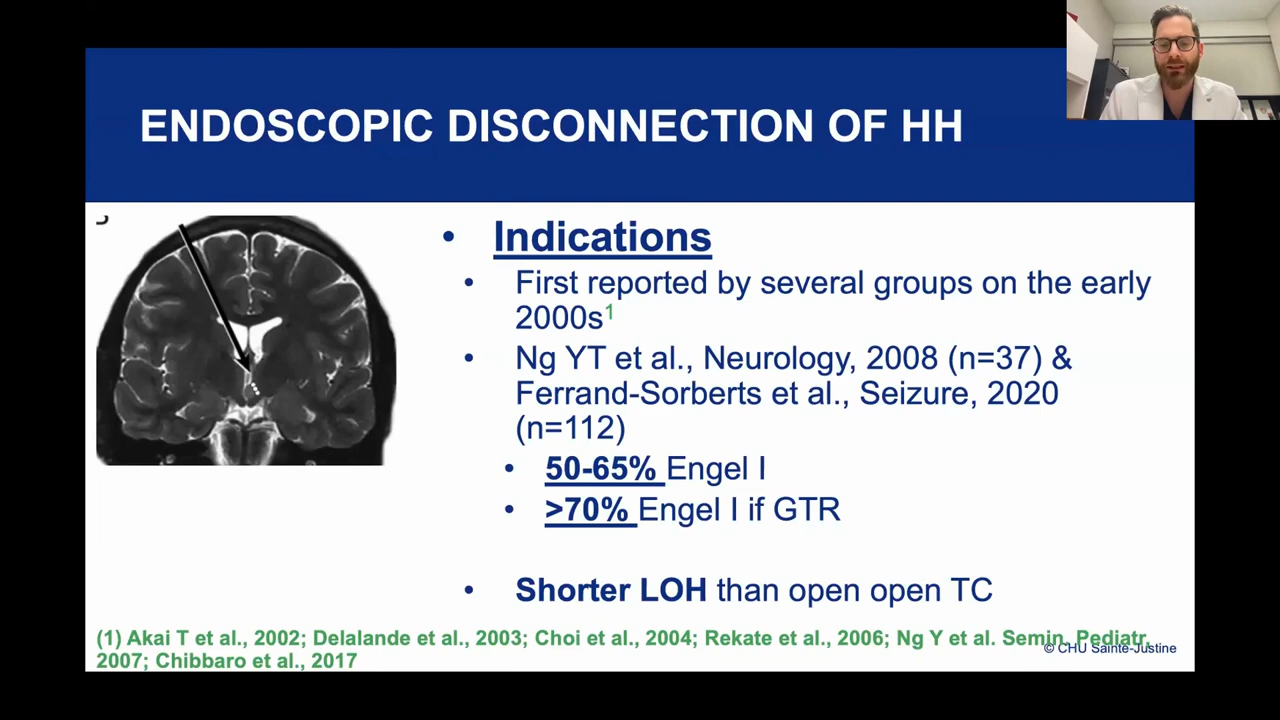 ENDOSCOPIC DISCONNECTION OF HH
• Indications
• First reported by several groups on the early
2000s1
• Ng YT et al., Neurology, 2008 (n=37) &
Ferrand-Sorberts et al., Seizure, 2020
(n=112)
• 50-65% Engel I
• >70% Engel I if GTR
• Shorter LOH than open open TC
(1) Akai T et al., 2002; Delalande et al., 2003; Choi et al., 2004; Rekate et al., 2006; Ng Y et al. Semin. Pediatr.
2007; Chibbaro et al., 2017
© CHU Sainte-Justine